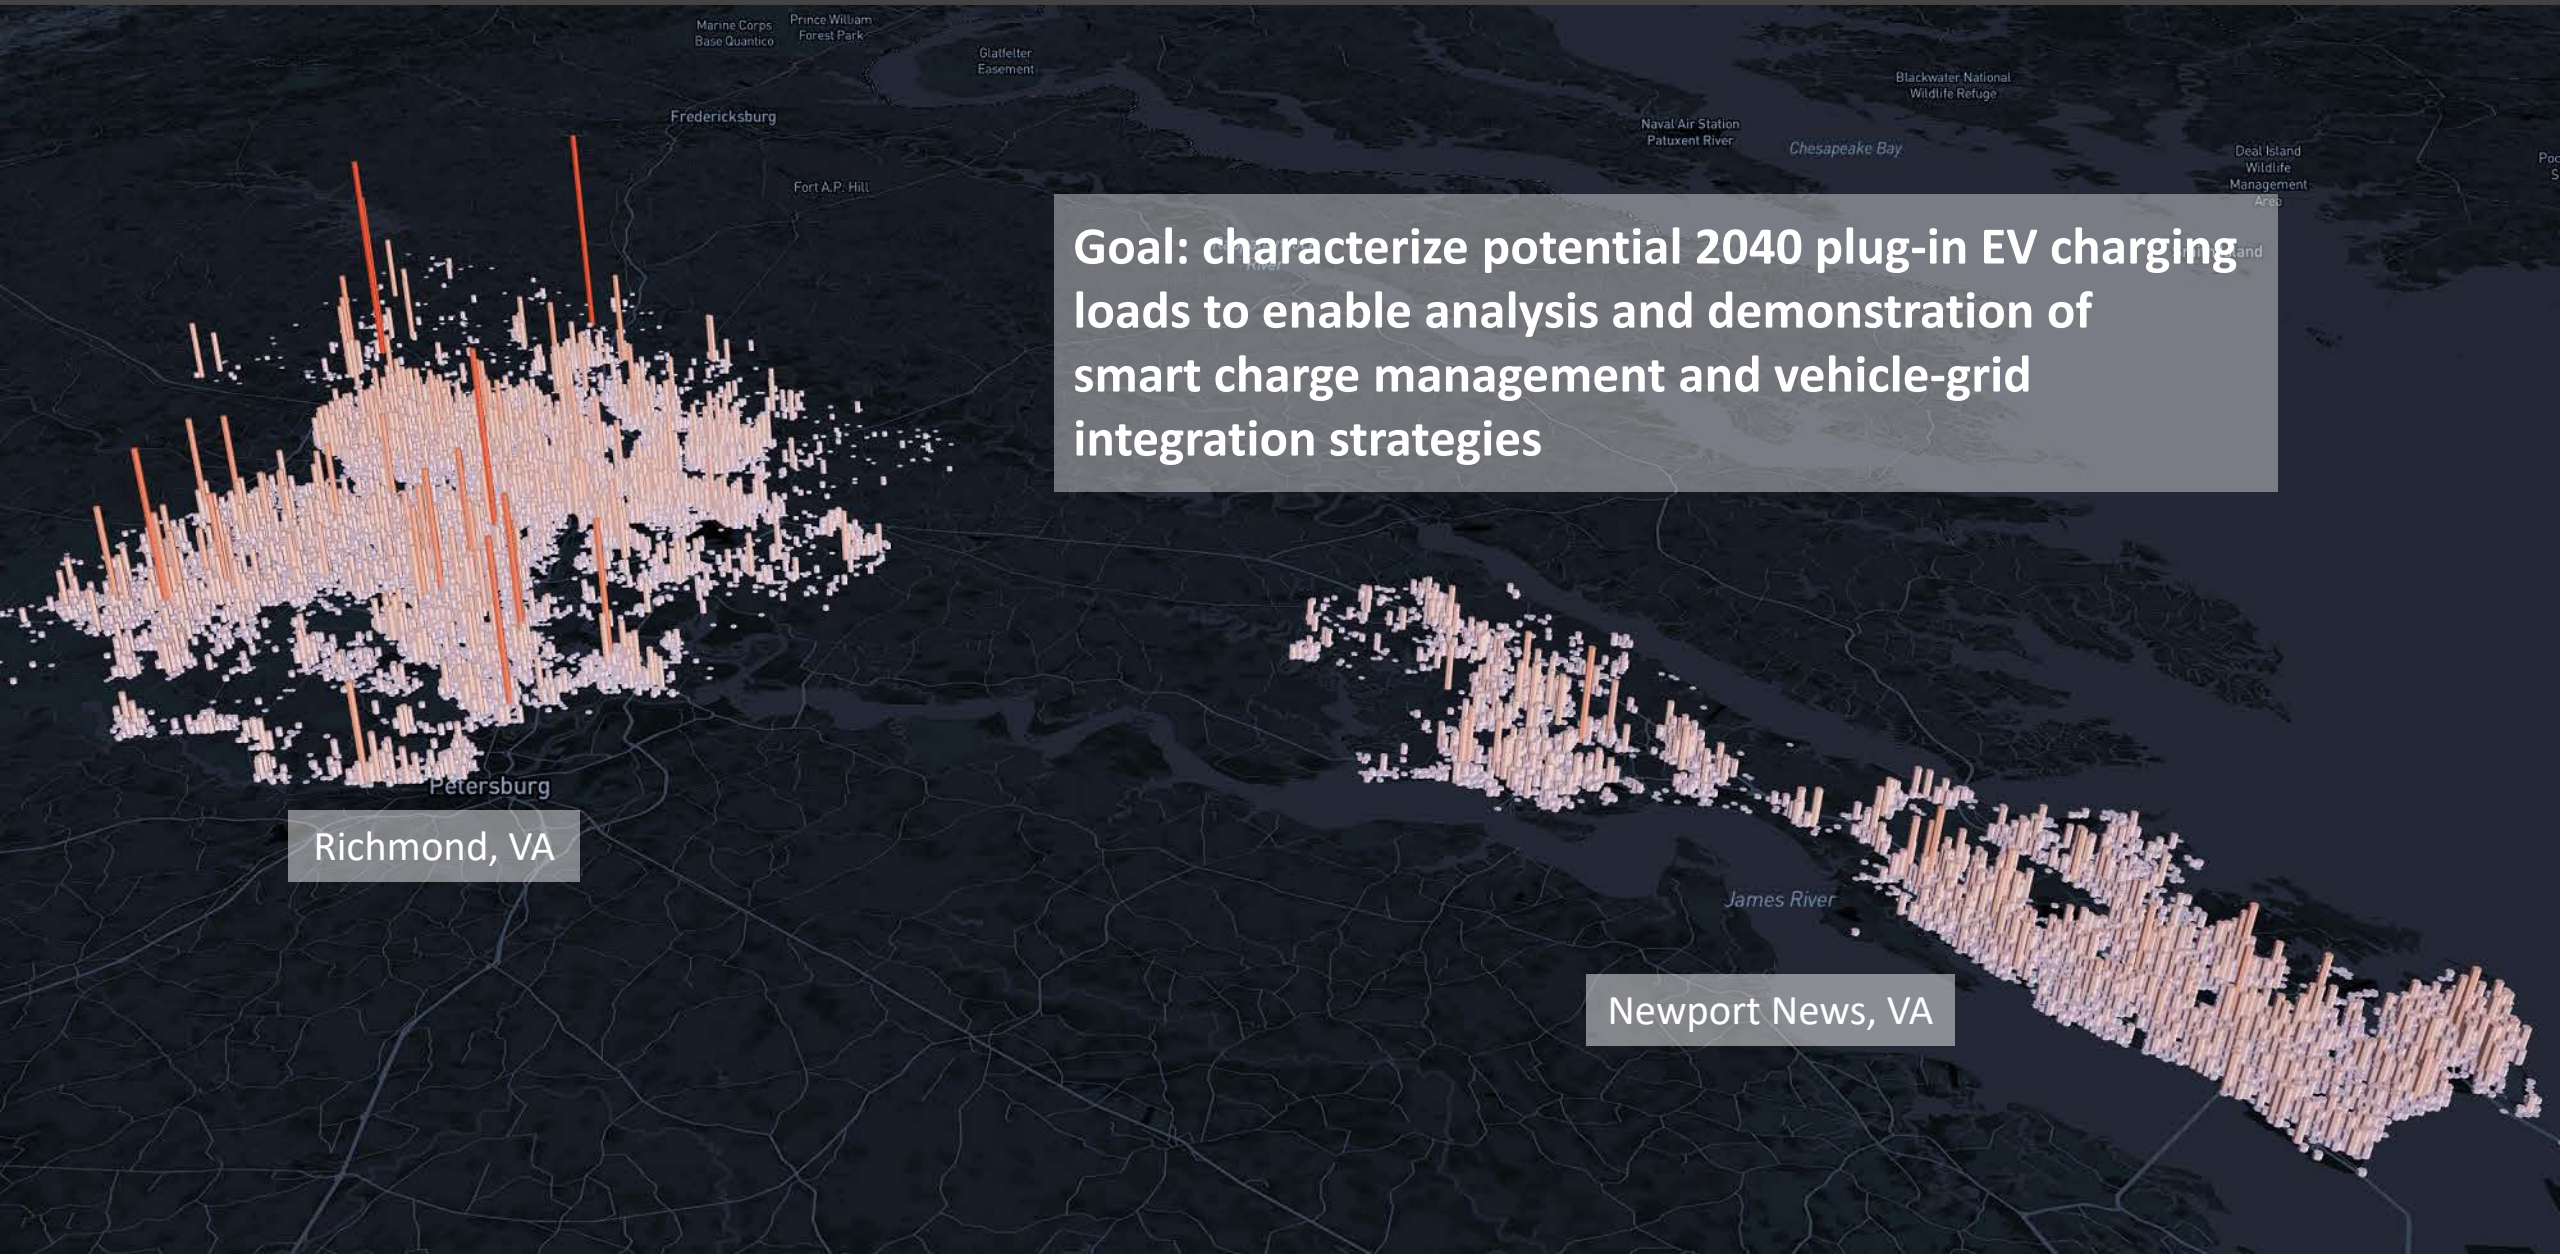 Marine Corps
Base Quantico
Prince William
Forest Park
Glatfelter
Easement
Blackwater National
Wildlife Refuge
Fredericksburg
Naval Air Station
Patuxent River
Chesapeake Bay
Deal Island
Wildlife
Management
Area
Fort A.P. Hill
Goal: characterize potential 2040 plug-in EV charging
loads to enable analysis and demonstration of
smart charge management and vehicle-grid
integration strategies
River
Petersburg
Richmond, VA
James River
Newport News, VA